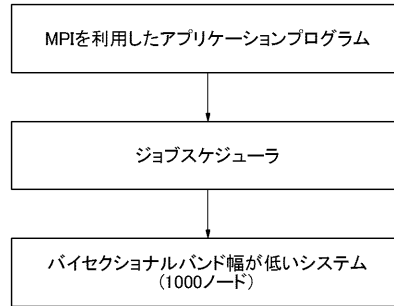 MPIを利用したアプリケーションプログラム
ジョブスケジューラ
バイセクショナルバンド幅が低いシステム
(1000ノード)